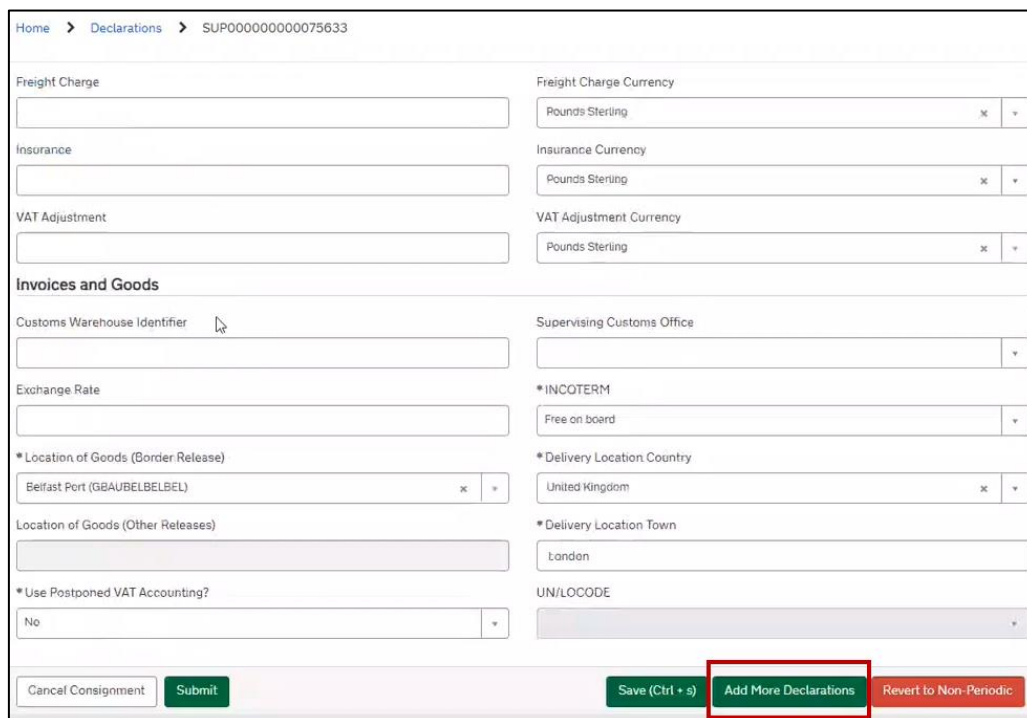 Home > Declarations > SUP000000000075633
Freight Charge
Freight Charge Currency
Pounds Sterling
Insurance
Insurance Currency
Pounds Sterling
VAT Adjustment
VAT Adjustment Currency
Pounds Sterling
Invoices and Goods
Customs Warehouse Identifier
Supervising Customs Office
Exchange Rate
* INCOTERM
Free on board
* Location of Goods (Border Release)
Belfast Port (GBAUBELBELBEL)
* Delivery Location Country
United Kingdom
Location of Goods (Other Releases)
* Delivery Location Town
London
* Use Postponed VAT Accounting?
No
UN/LOCODE
Cancel Consignment Submit Save (Ctrl + s) Add More Declarations Revert to Non-Periodic